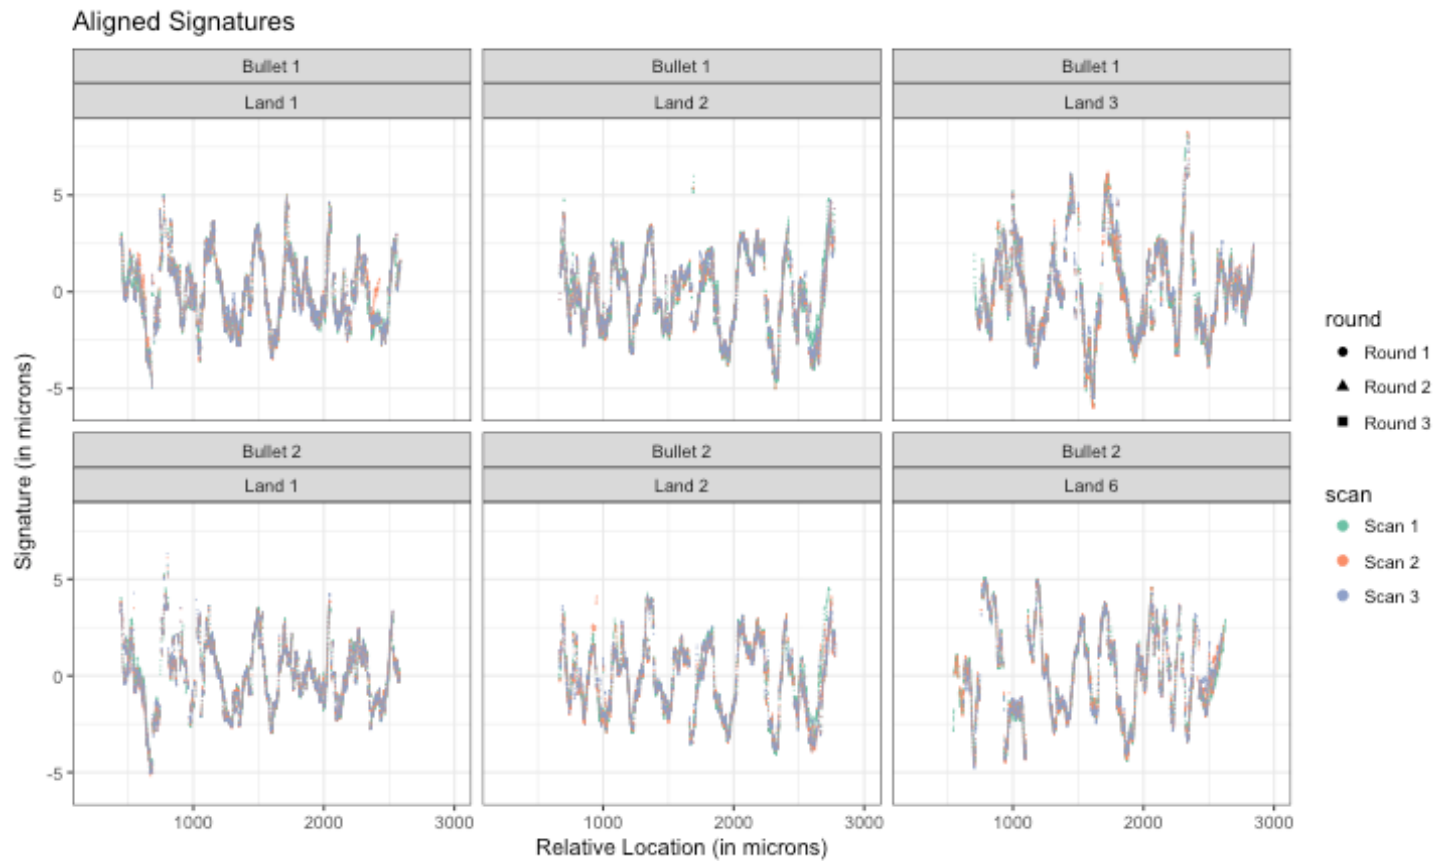 Aligned Signatures
Bullet 1
Bullet 1
Bullet 1
Land 1
Land 2
Land 3
5
0
-5
Bullet 2
Bullet 2
Bullet 2
Land 1
Land 2
Land 6
5
0
-5
1000
2000
3000
1000
2000
3000
1000
2000
3000
Relative Location (in microns)
Signature (in microns)
round
Round 1
Round 2
Round 3
scan
Scan 1
Scan 2
Scan 3